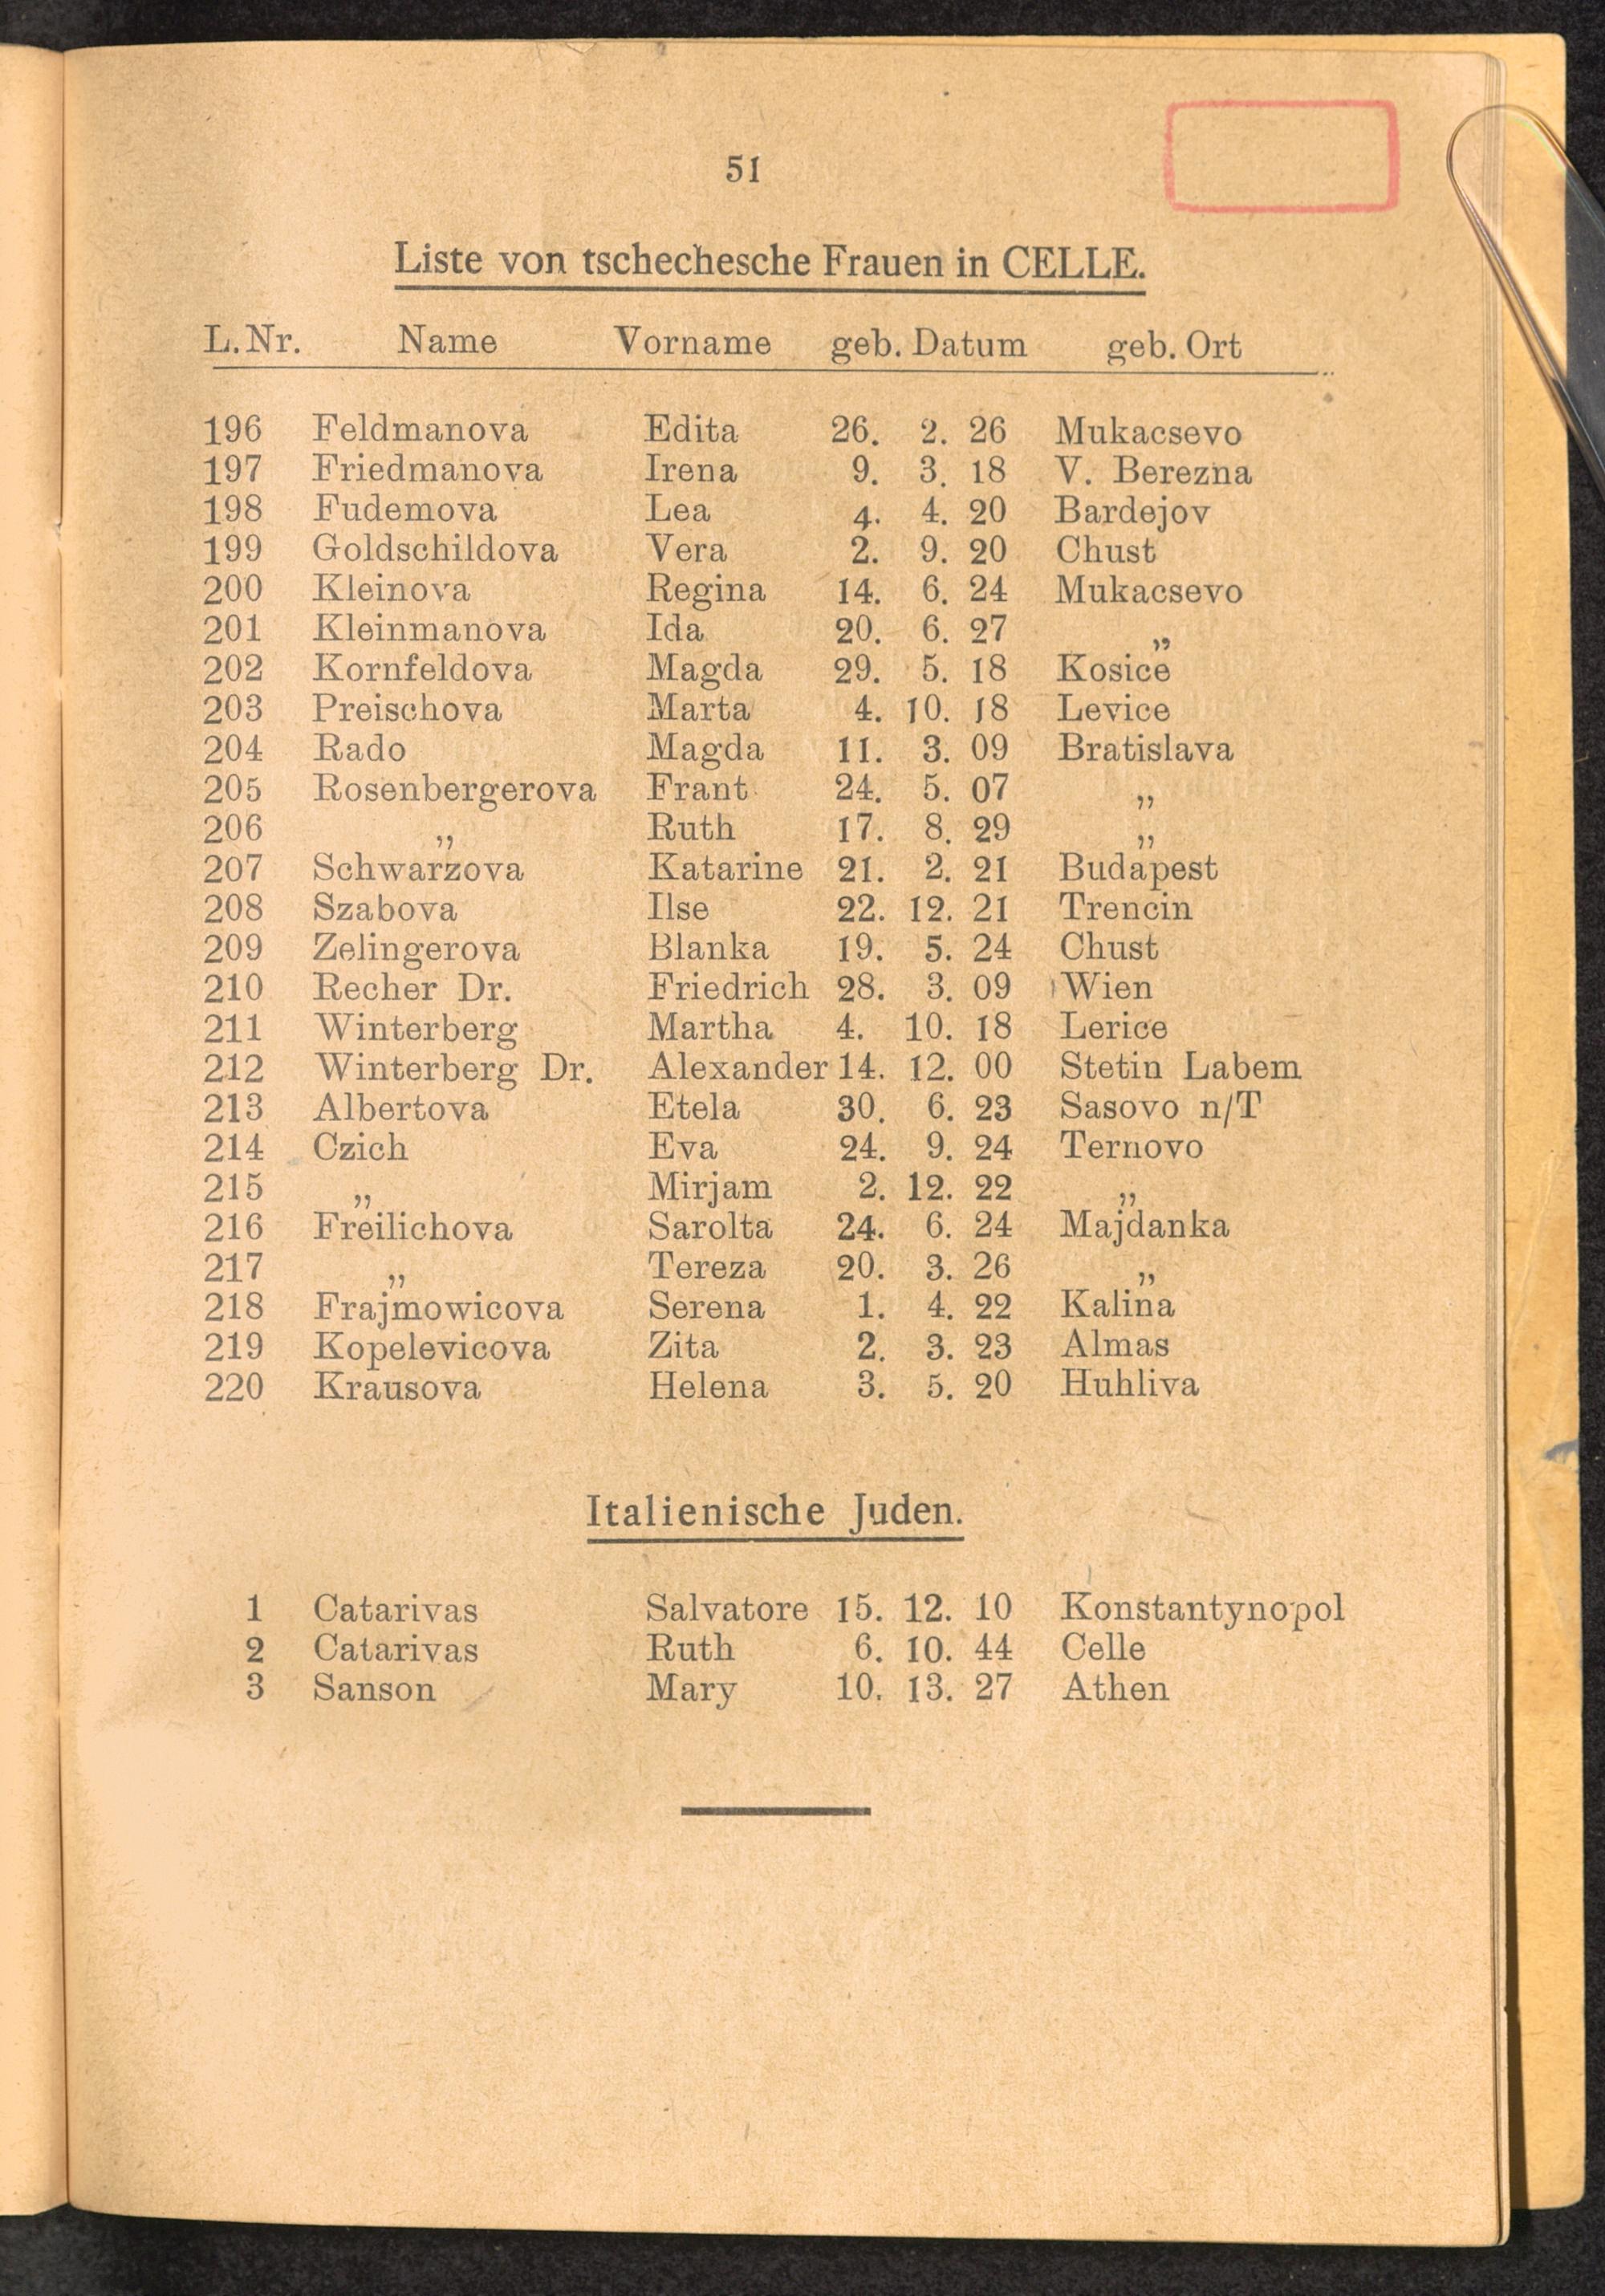 51
Liste von tschechesche Frauen in CELLE.
L. Nr. Name Vorname geb. Datum geb. Ort
196 Feldmanova Edita 26. 2. 26 Mukacsevo
197 Friedmanova Irena 9. 3. 18 V. Berezna
198 Fudemova Lea 4. 4. 20 Bardejov
199 Goldschildova Vera 2. 9. 20 Chust
200 Kleinova Regina 14. 6. 24 Mukacsevo
201 Kleinmanova Ida 20. 6. 27 „
202 Kornfeldova Magda 29. 5. 18 Kosice
203 Preischova Marta 4. 10. 18 Levice
204 Rado Magda 11. 3. 09 Bratislava
205 Rosenbergerova Frant 24. 5. 07 „
206 „ Ruth 17. 8. 29 „
207 Schwarzova Katarine 21. 2. 21 Budapest
208 Szabova Ilse 22. 12. 21 Trencin
209 Zelingerova Blanka 19. 5. 24 Chust
210 Recher Dr. Friedrich 28. 3. 09 Wien
211 Winterberg Martha 4. 10. 18 Lerice
212 Winterberg Dr. Alexander 14. 12. 00 Stetin Labem
213 Albertova Etela 30. 6. 23 Sasovo n/T
214 Czich Eva 24. 9. 24 Ternovo
215 „ Mirjam 2. 12. 22 „
216 Freilichova Sarolta 24. 6. 24 Majdanka
217 „ Tereza 20. 3. 26 „
218 Frajmowicova Serena 1. 4. 22 Kalina
219 Kopelevicova Zita 2. 3. 23 Almas
220 Krausova Helena 3. 5. 20 Huhliva
Italienische Juden.
1 Catarivas Salvatore 15. 12. 10 Konstantynopol
2 Catarivas Ruth 6. 10. 44 Celle
3 Sanson Mary 10. 13. 27 Athen